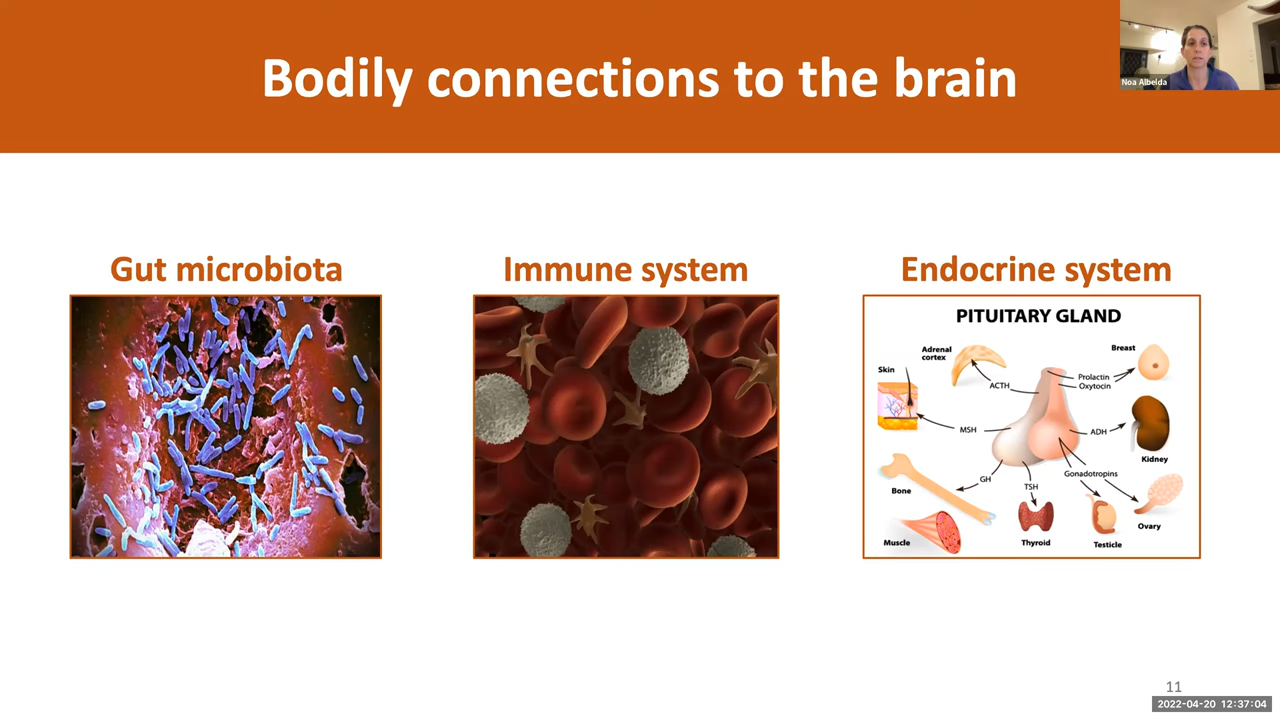 Bodily connections to the brain
Noa Albelda
Gut microbiota
Immune system
Endocrine system
PITUITARY GLAND
Adrenal
cortex
Breast
Skin
Prolactin
Oxytocin
ACTH
MSH
ADH
Kidney
Gonadotropins
GH
TSH
Bone
Ovary
Muscle
Thyroid
Testicle
11
2022-04-20 12:37:04